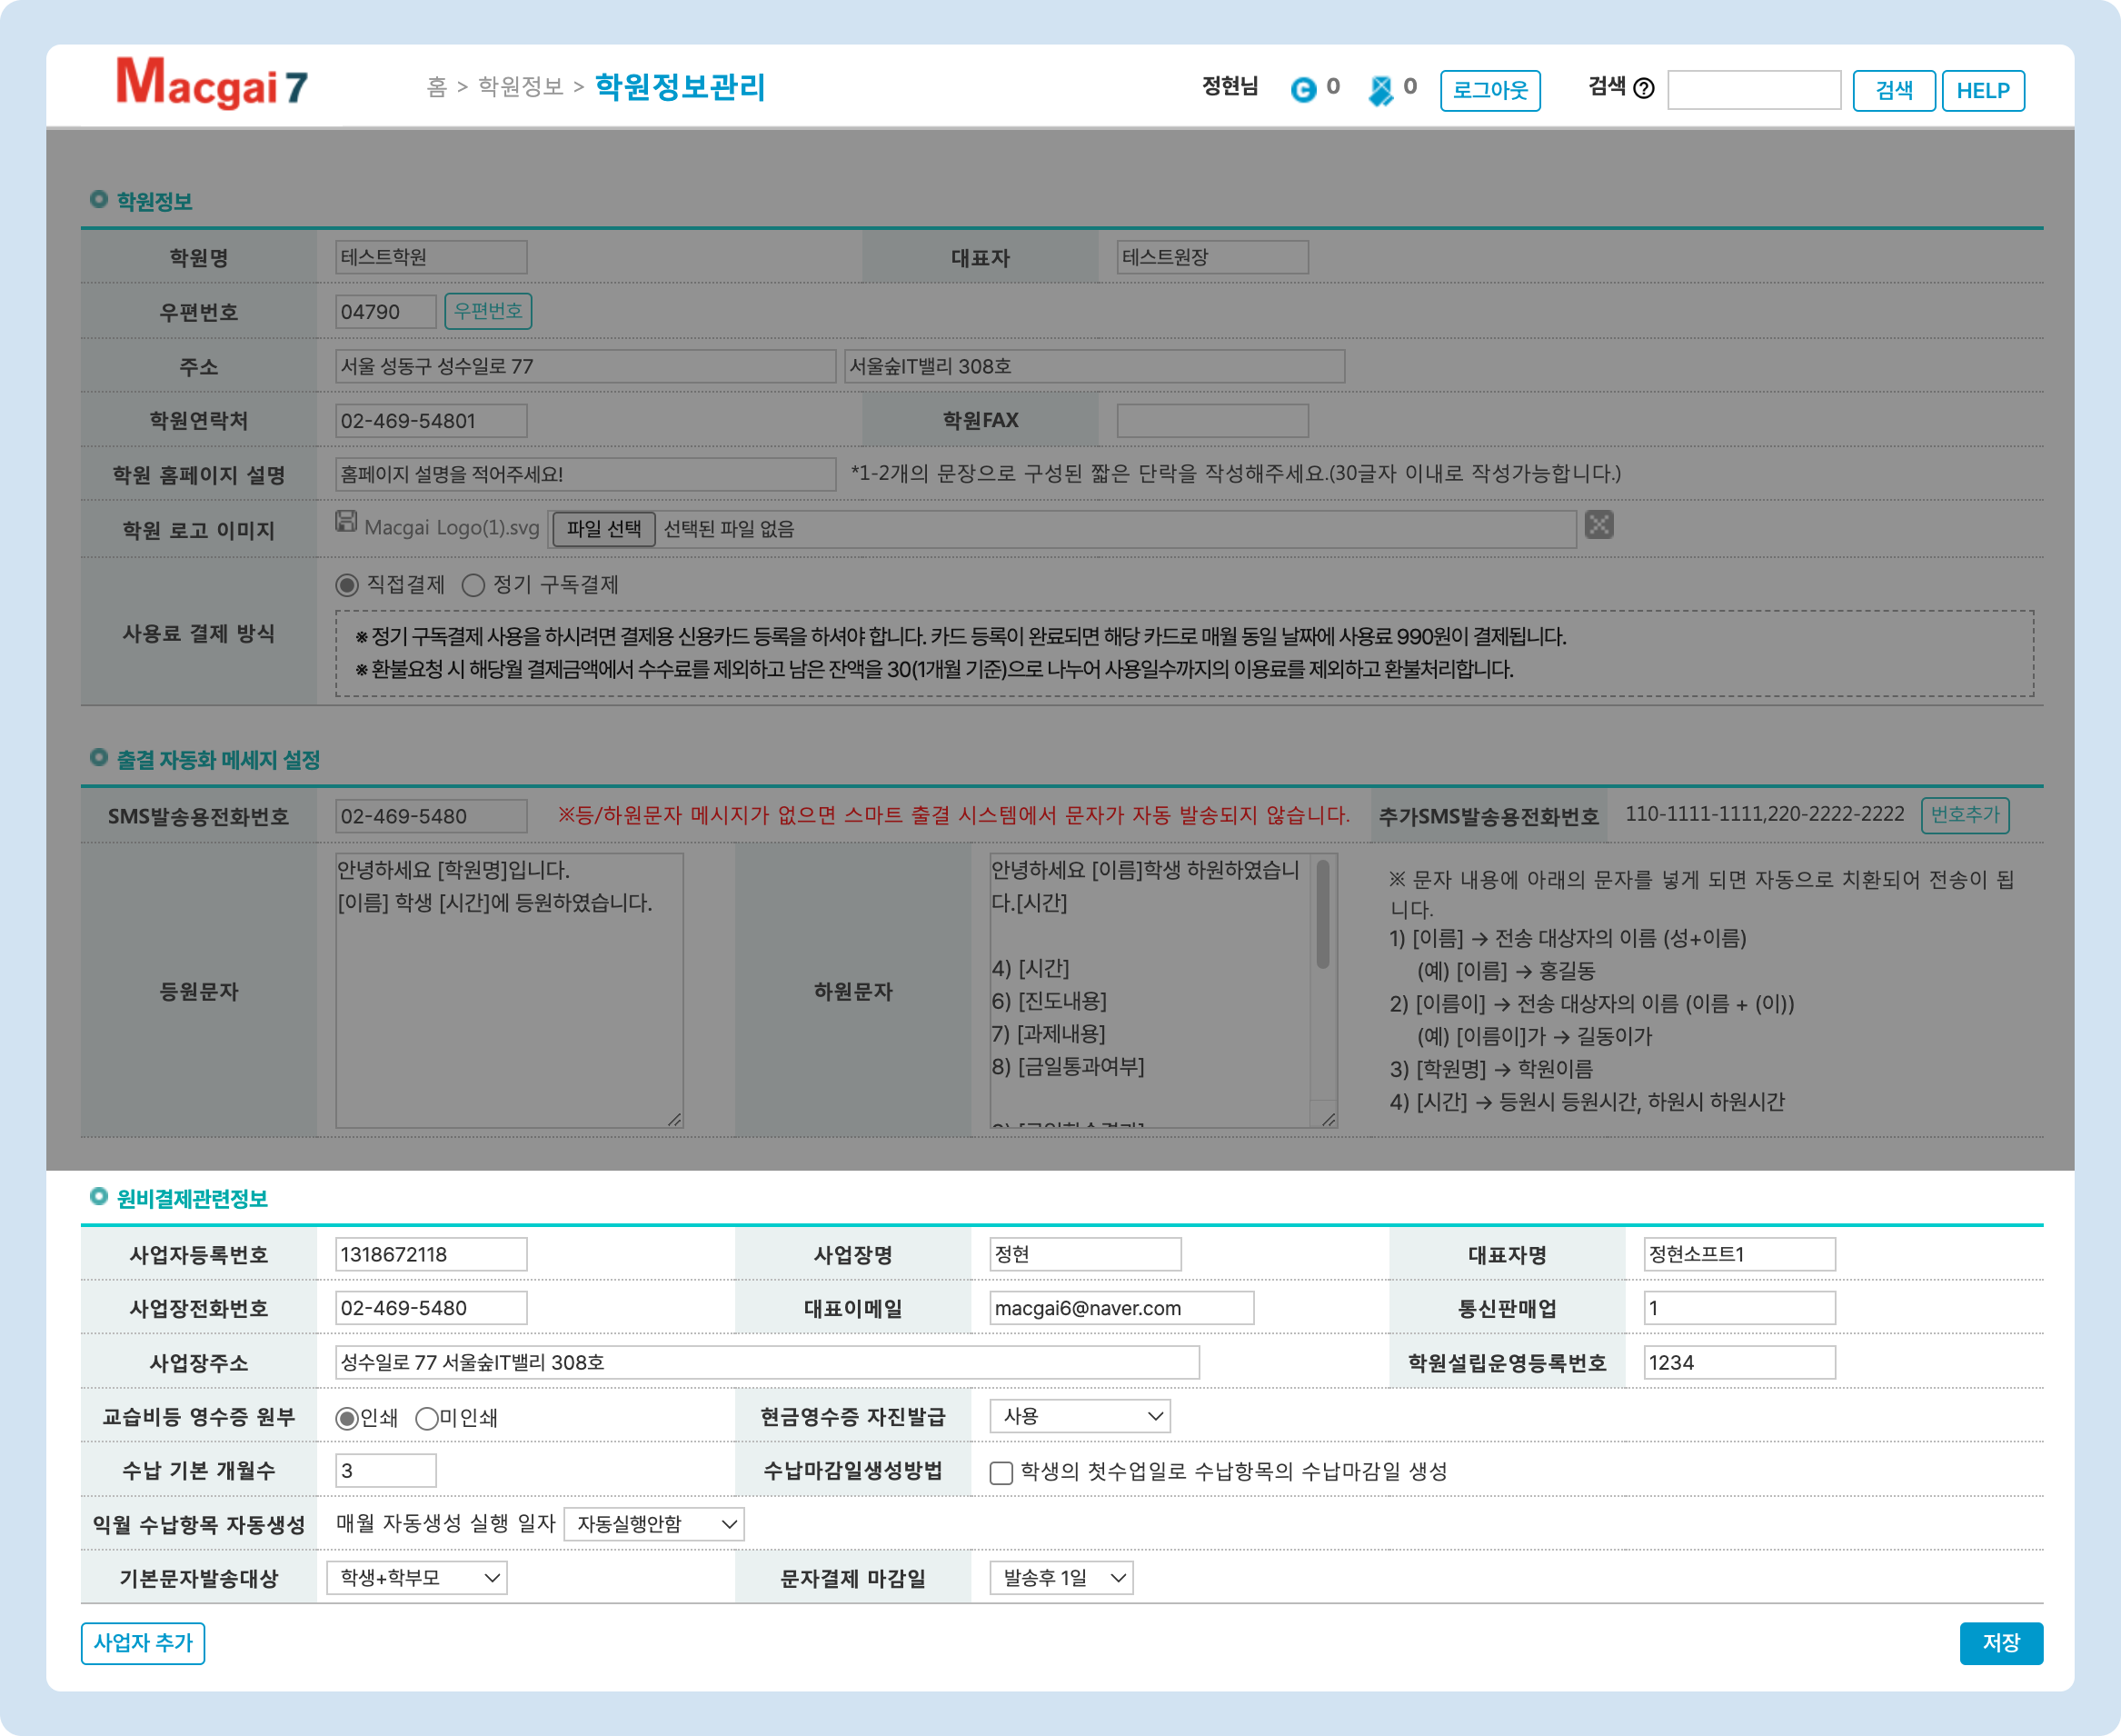 Macgai 7
홈 > 학원정보 > 학원정보관리
정현님 0 0 로그아웃 검색 검색 HELP
학원정보
학원명 테스트학원 대표자 테스트원장
우편번호 04790 우편번호
주소 서울 성동구 성수일로 77 서울숲IT밸리 308호
학원연락처 02-469-54801 학원FAX
학원 홈페이지 설명 홈페이지 설명을 적어주세요! *1-2개의 문장으로 구성된 짧은 단락을 작성해주세요.(30글자 이내로 작성가능합니다.)
학원 로고 이미지 Macgai Logo(1).svg 파일 선택 선택된 파일 없음
사용료 결제 방식 직접결제 정기 구독결제
※ 정기 구독결제 사용을 하시려면 결제용 신용카드 등록을 하셔야 합니다. 카드 등록이 완료되면 해당 카드로 매월 동일 날짜에 사용료 990원이 결제됩니다.
※ 환불요청 시 해당월 결제금액에서 수수료를 제외하고 남은 잔액을 30(1개월 기준)으로 나누어 사용일수까지의 이용료를 제외하고 환불처리합니다.
출결 자동화 메세지 설정
SMS발송용전화번호 02-469-5480 ※등/하원문자 메시지가 없으면 스마트 출결 시스템에서 문자가 자동 발송되지 않습니다. 추가SMS발송용전화번호 110-1111-1111,220-2222-2222 번호추가
등원문자
안녕하세요 [학원명]입니다.
[이름] 학생 [시간]에 등원하였습니다.
하원문자
안녕하세요 [이름]학생 하원하였습니
다.[시간]
4) [시간]
6) [진도내용]
7) [과제내용]
8) [금일통과여부]
※ 문자 내용에 아래의 문자를 넣게 되면 자동으로 치환되어 전송이 됩
니다.
1) [이름] → 전송 대상자의 이름 (성+이름)
(예) [이름] → 홍길동
2) [이름이] → 전송 대상자의 이름 (이름 + (이))
(예) [이름이]가 → 길동이가
3) [학원명] → 학원이름
4) [시간] → 등원시 등원시간, 하원시 하원시간
원비결제관련정보
사업자등록번호 1318672118 사업장명 정현 대표자명 정현소프트1
사업장전화번호 02-469-5480 대표이메일 macgai6@naver.com 통신판매업 1
사업장주소 성수일로 77 서울숲IT밸리 308호 학원설립운영등록번호 1234
교습비등 영수증 원부 인쇄 미인쇄 현금영수증 자진발급 사용
수납 기본 개월수 3 수납마감일생성방법 학생의 첫수업일로 수납항목의 수납마감일 생성
익월 수납항목 자동생성 매월 자동생성 실행 일자 자동실행안함
기본문자발송대상 학생+학부모 문자결제 마감일 발송후 1일
사업자 추가 저장